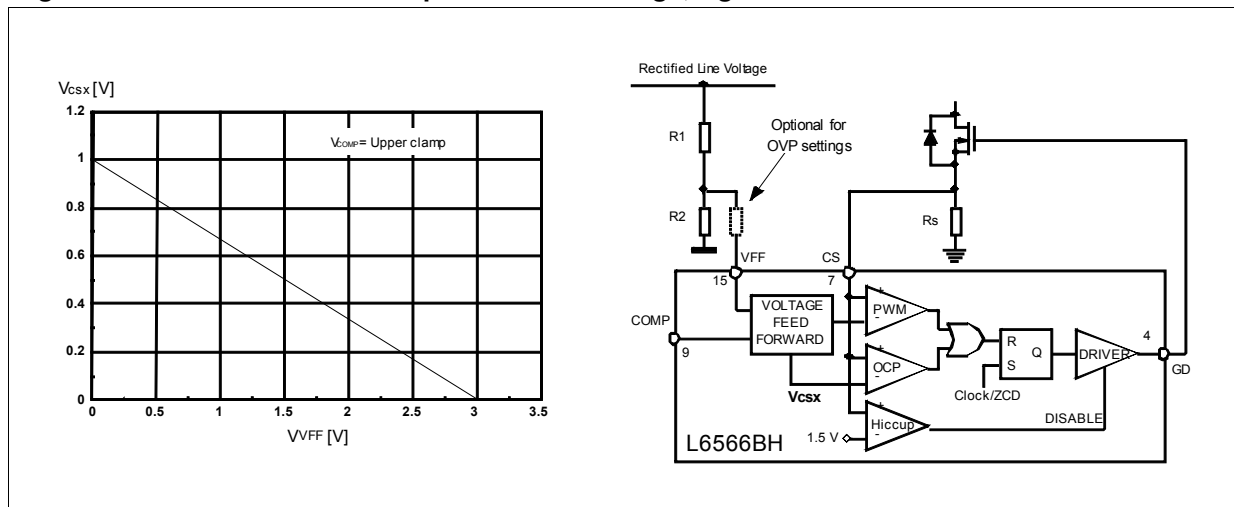 Vcsx [V]
1.2
1
0.8
0.6
0.4
0.2
0
VCOMP = Upper clamp
0 0.5 1 1.5 2 2.5 3 3.5
VVFF [V]
Rectified Line Voltage
R1
Optional for
OVP settings
R2
Rs
VFF
CS
15
7
COMP
9
VOLTAGE
FEED
FORWARD
+
PWM
-
+
OCP
-
Vcsx
R
S
Q
DRIVER
4
GD
Clock/ZCD
DISABLE
+
Hiccup
-
1.5 V
L6566BH